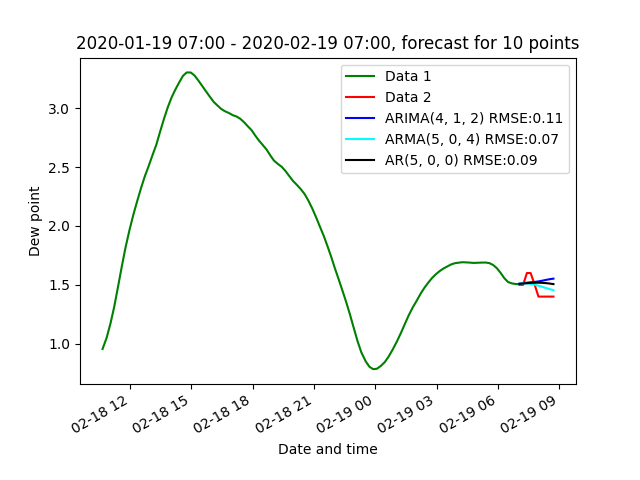 2020-01-19 07:00 - 2020-02-19 07:00, forecast for 10 points
Data 1
Data 2
ARIMA(4, 1, 2) RMSE:0.11
ARMA(5, 0, 4) RMSE:0.07
AR(5, 0, 0) RMSE:0.09
Dew point
3.0
2.5
2.0
1.5
1.0
02-18 12
02-18 15
02-18 18
02-18 21
02-19 00
02-19 03
02-19 06
02-19 09
Date and time